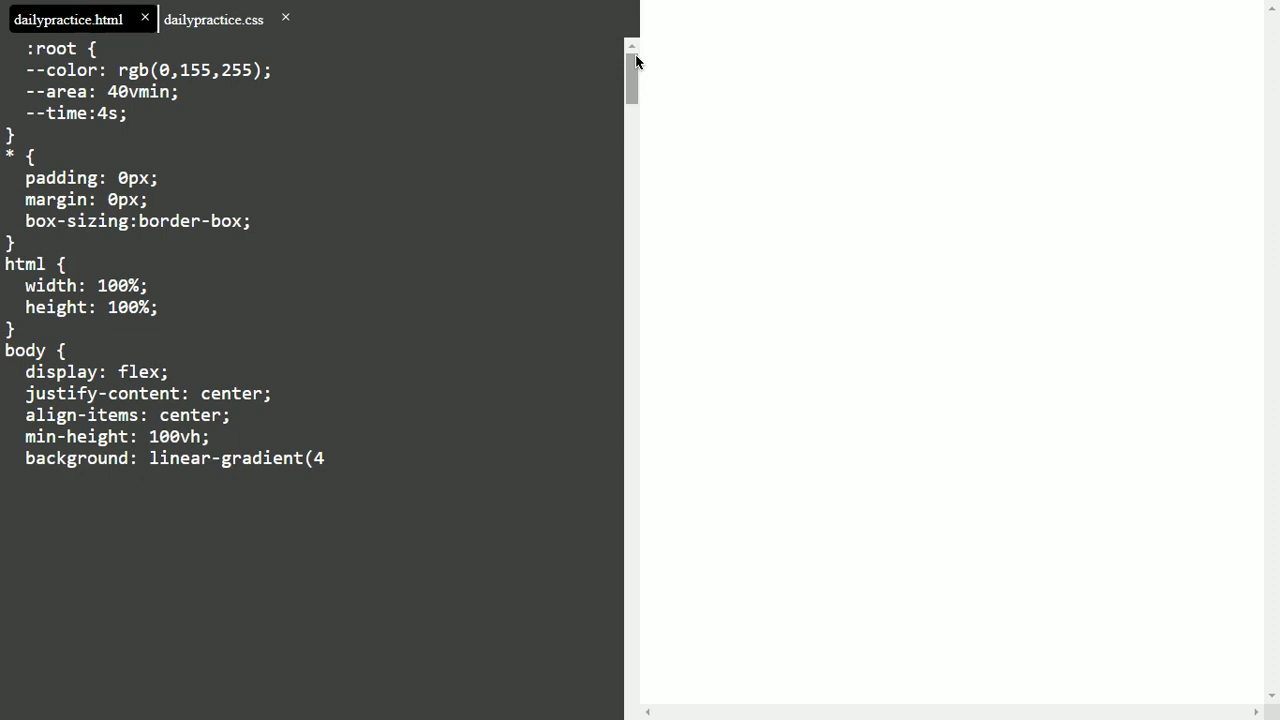 dailypractice.html × dailypractice.css ×
:root {
--color: rgb(0,155,255);
--area: 40vmin;
--time:4s;
}
* {
padding: 0px;
margin: 0px;
box-sizing:border-box;
}
html {
width: 100%;
height: 100%;
}
body {
display: flex;
justify-content: center;
align-items: center;
min-height: 100vh;
background: linear-gradient(4